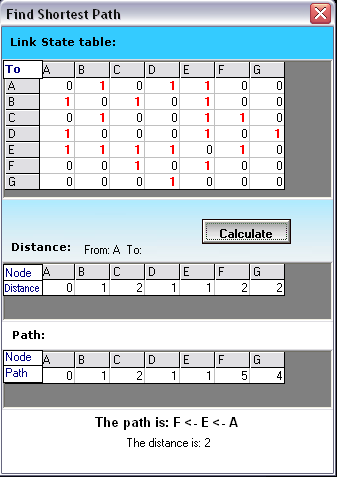 Find Shortest Path
Link State table:
To A B C D E F G
A 0 1 0 1 1 0 0
B 1 0 1 0 1 0 0
C 0 1 0 0 1 1 0
D 1 0 0 0 1 0 1
E 1 1 1 1 0 1 0
F 0 0 1 0 1 0 0
G 0 0 0 1 0 0 0
Calculate
Distance: From: A To:
Node A B C D E F G
Distance 0 1 2 1 1 2 2
Path:
Node A B C D E F G
Path 0 1 2 1 1 5 4
The path is: F <- E <- A
The distance is: 2